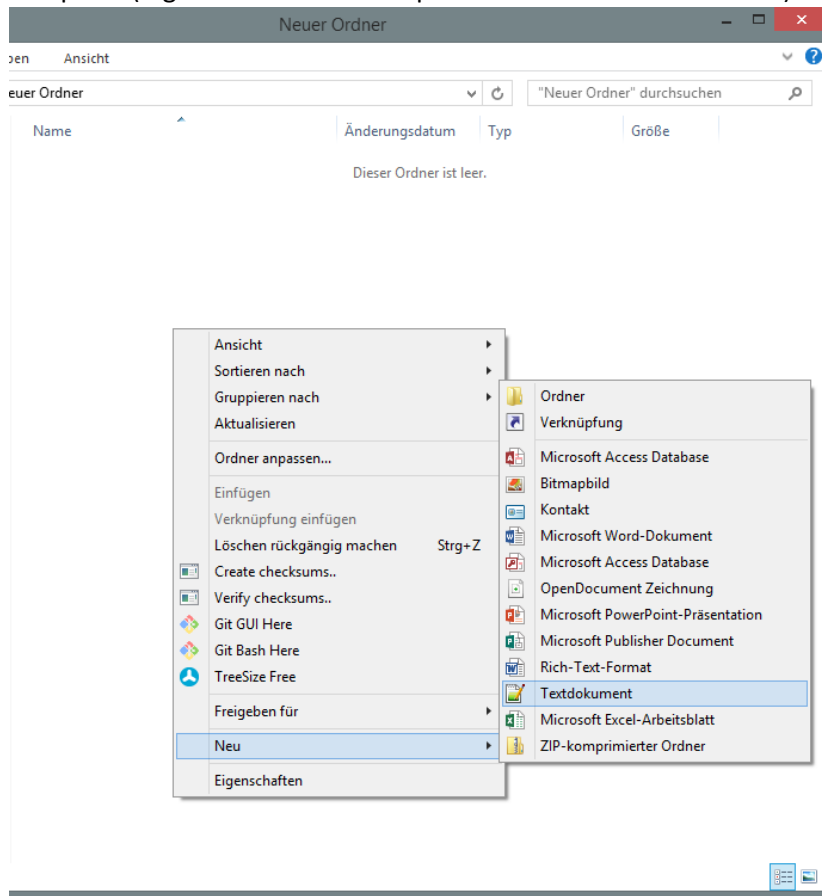 Neuer Ordner
Ansicht
euer Ordner
"Neuer Ordner" durchsuchen
Name
Änderungsdatum
Typ
Größe
Dieser Ordner ist leer.
Ansicht
Sortieren nach
Gruppieren nach
Aktualisieren
Ordner anpassen...
Einfügen
Verknüpfung einfügen
Löschen rückgängig machen Strg+Z
Create checksums..
Verify checksums..
Git GUI Here
Git Bash Here
TreeSize Free
Freigeben für
Neu
Eigenschaften
Ordner
Verknüpfung
Microsoft Access Database
Bitmapbild
Kontakt
Microsoft Word-Dokument
Microsoft Access Database
OpenDocument Zeichnung
Microsoft PowerPoint-Präsentation
Microsoft Publisher Document
Rich-Text-Format
Textdokument
Microsoft Excel-Arbeitsblatt
ZIP-komprimierter Ordner